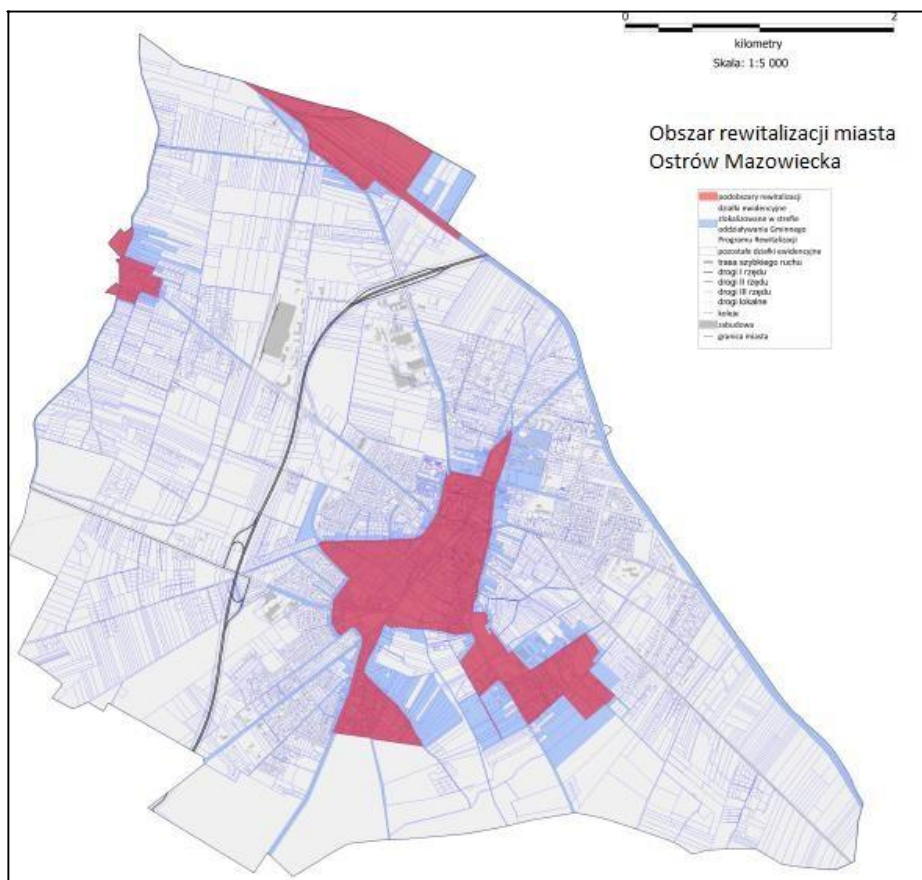 0 2
kilometry
Skala: 1:5 000
Obszar rewitalizacji miasta
Ostrów Mazowiecka
podobszary rewitalizacji
działki ewidencyjne
zlokalizowane w strefie
oddziaływania Gminnego
Programu Rewitalizacji
pozostałe działki ewidencyjne
trasa szybkiego ruchu
drogi I rzędu
drogi II rzędu
drogi III rzędu
drogi lokalne
koleje
zabudowa
granica miasta